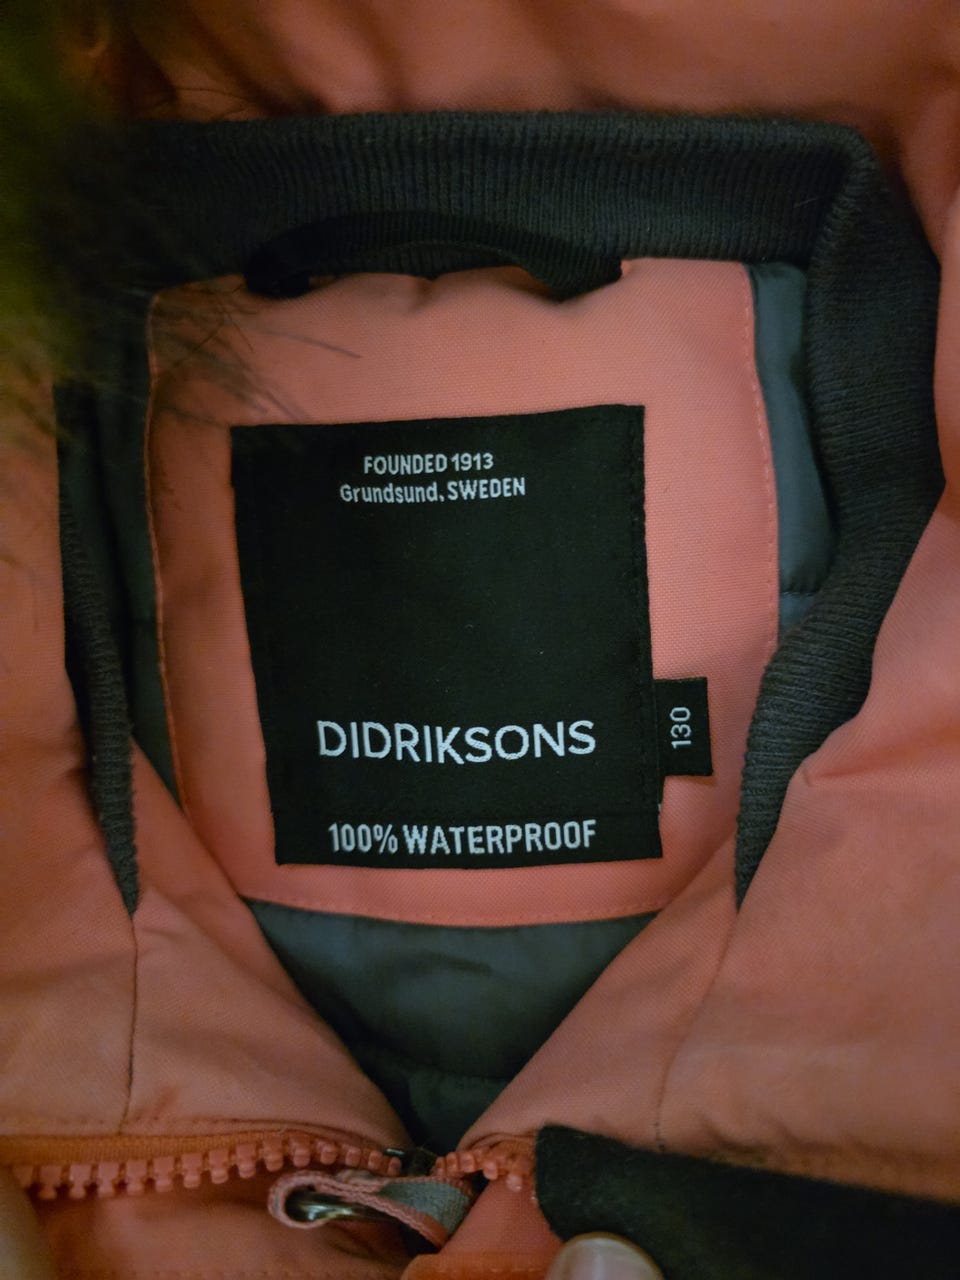 FOUNDED 1913
Grundsund, SWEDEN
DIDRIKSONS
130
100% WATERPROOF